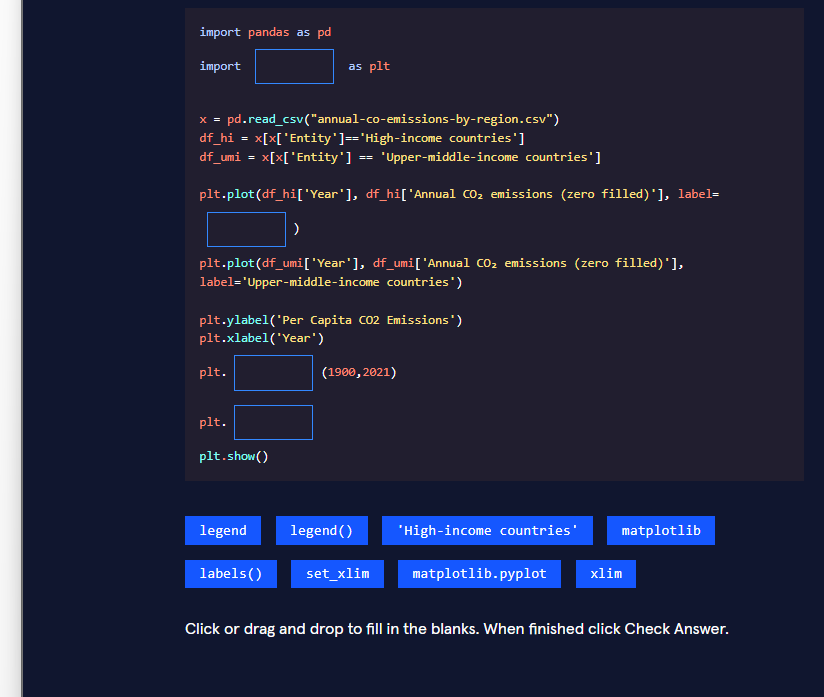 import pandas as pd
import as plt
x = pd.read_csv("annual-co-emissions-by-region.csv")
df_hi = x[x['Entity']=='High-income countries']
df_umi = x[x['Entity'] == 'Upper-middle-income countries']
plt.plot(df_hi['Year'], df_hi['Annual CO₂ emissions (zero filled)'], label=
)
plt.plot(df_umi['Year'], df_umi['Annual CO₂ emissions (zero filled)'],
label='Upper-middle-income countries')
plt.ylabel('Per Capita CO2 Emissions')
plt.xlabel('Year')
plt. (1900,2021)
plt.
plt.show()
legend legend() 'High-income countries' matplotlib
labels() set_xlim matplotlib.pyplot xlim
Click or drag and drop to fill in the blanks. When finished click Check Answer.